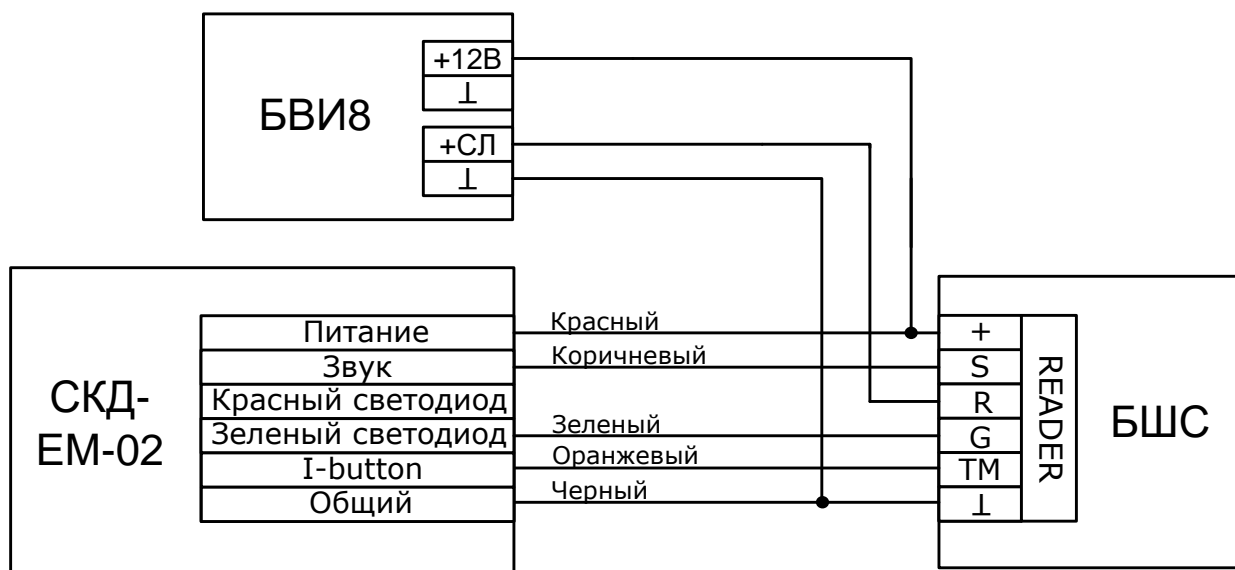 БВИ8
+12В
⊥
+СЛ
⊥
СКД-
ЕМ-02
Питание
Звук
Красный светодиод
Зеленый светодиод
I-button
Общий
Красный
Коричневый
Зеленый
Оранжевый
Черный
+
S
R
G
TM
⊥
READER
БШС